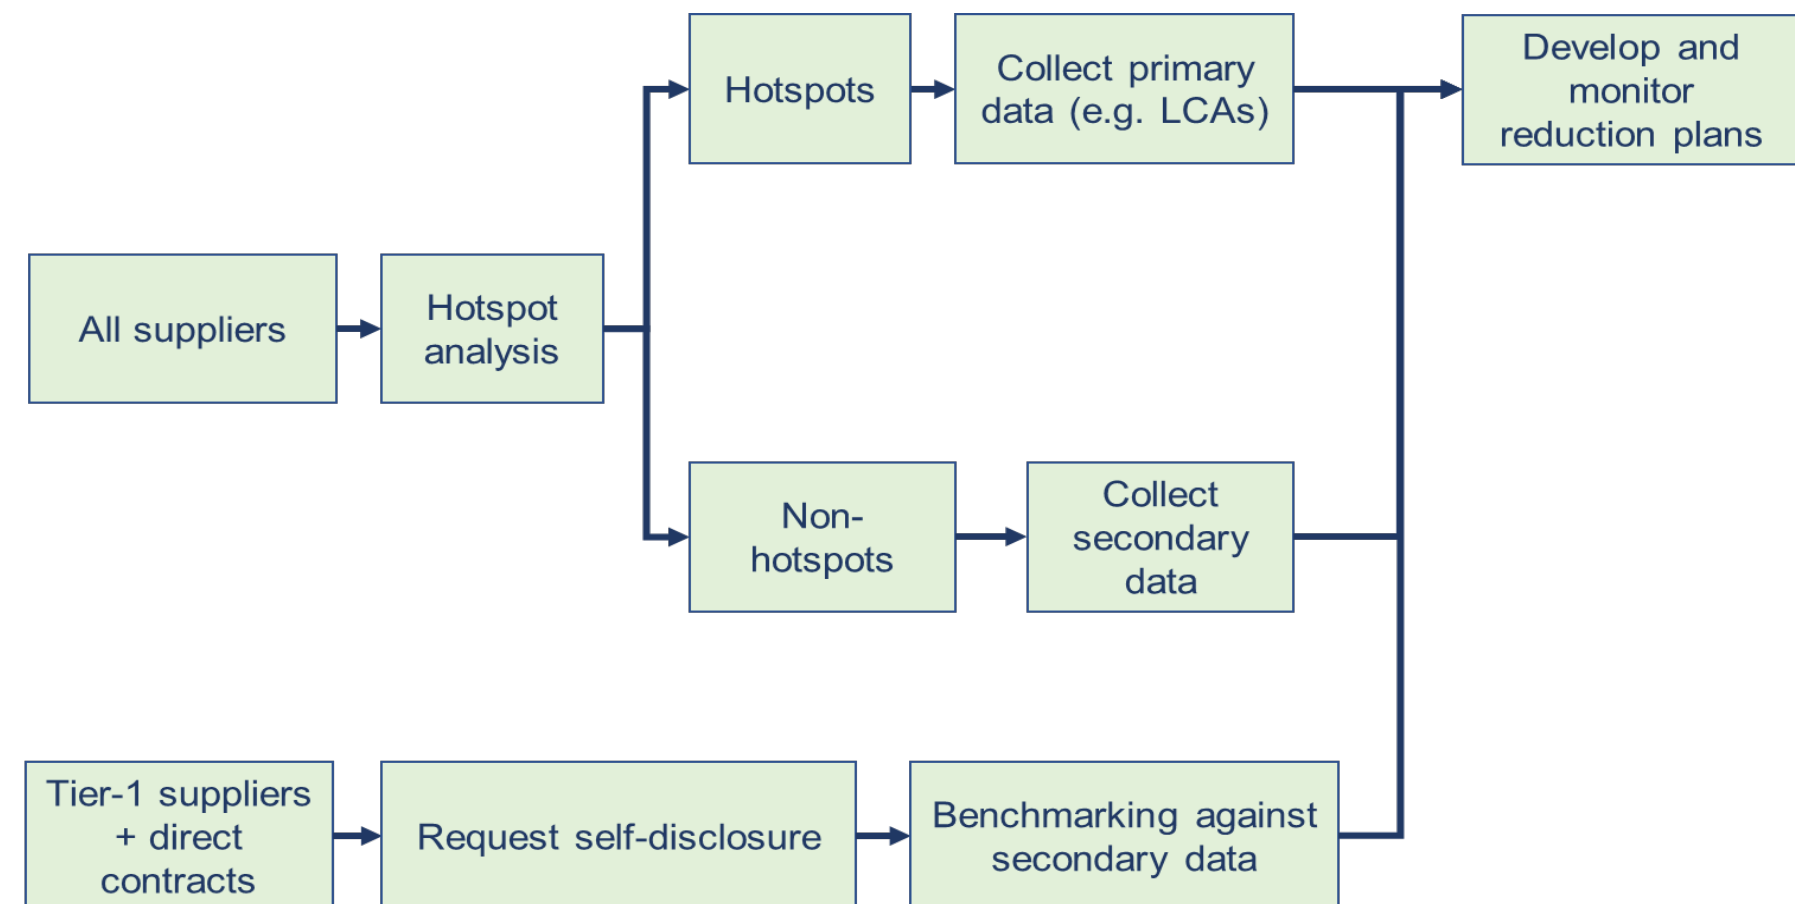 Hotspots
Collect primary
data (e.g. LCAs)
Develop and
monitor
reduction plans
All suppliers
Hotspot
analysis
Non-
hotspots
Collect
secondary
data
Tier-1 suppliers
+ direct
contracts
Request self-disclosure
Benchmarking against
secondary data